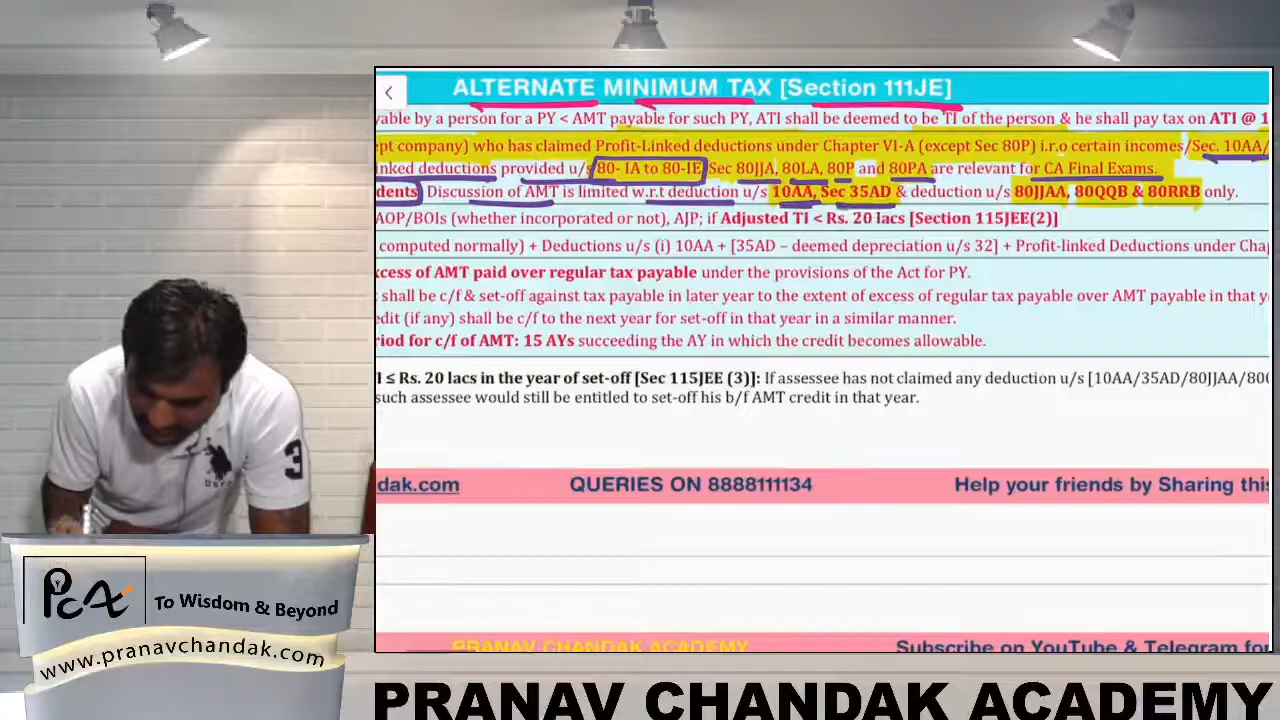 ALTERNATE MINIMUM TAX [Section 111JE]
vable by a person for a PY < AMT payable for such PY, ATI shall be deemed to be TI of the person & he shall pay tax on ATI @ 1
ept company) who has claimed Profit-Linked deductions under Chapter VI-A (except Sec 80P) i.r.o certain incomes/Sec. 10AA/
inked deductions provided u/s 80- IA to 80-IE, Sec 80JJA, 80LA, 80P and 80PA are relevant for CA Final Exams.
dents. Discussion of AMT is limited w.r.t deduction u/s 10AA, Sec 35AD & deduction u/s 80JJAA, 80QQB & 80RRB only.
AOP/BOIs (whether incorporated or not), AJP; if Adjusted TI < Rs. 20 lacs [Section 115JEE(2)]
computed normally) + Deductions u/s (i) 10AA + [35AD – deemed depreciation u/s 32] + Profit-linked Deductions under Cha
xcess of AMT paid over regular tax payable under the provisions of the Act for PY.
shall be c/f & set-off against tax payable in later year to the extent of excess of regular tax payable over AMT payable in that y
edit (if any) shall be c/f to the next year for set-off in that year in a similar manner.
riod for c/f of AMT: 15 AYs succeeding the AY in which the credit becomes allowable.
I ≤ Rs. 20 lacs in the year of set-off [Sec 115JEE (3)]: If assessee has not claimed any deduction u/s [10AA/35AD/80JJAA/80
such assessee would still be entitled to set-off his b/f AMT credit in that year.
dak.com QUERIES ON 8888111134 Help your friends by Sharing this
PRANAV CHANDAK ACADEMY Subscribe on YouTube & Telegram for
3
PCA To Wisdom & Beyond
www.pranavchandak.com
PRANAV CHANDAK ACADEMY